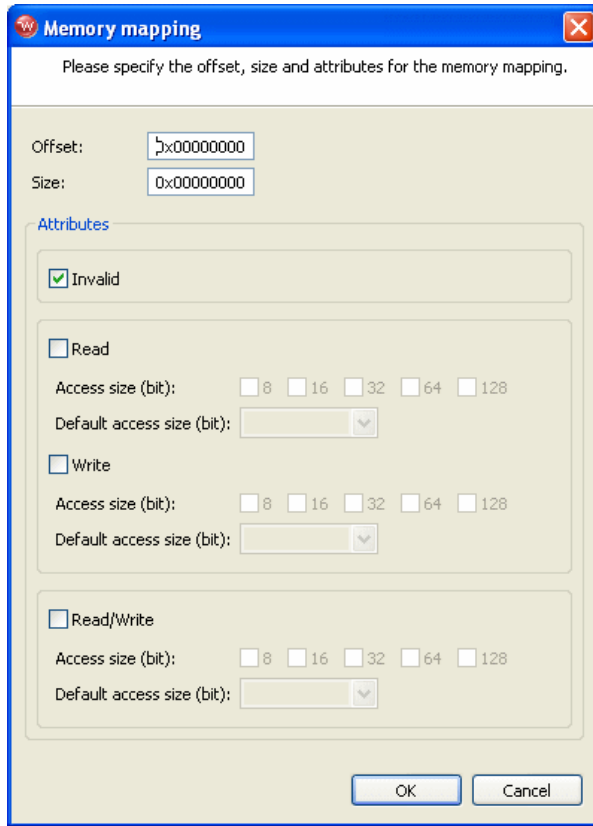 Memory mapping
Please specify the offset, size and attributes for the memory mapping.
Offset: 0x00000000
Size: 0x00000000
Attributes
Invalid
Read
Access size (bit): 8 16 32 64 128
Default access size (bit):
Write
Access size (bit): 8 16 32 64 128
Default access size (bit):
Read/Write
Access size (bit): 8 16 32 64 128
Default access size (bit):
OK Cancel